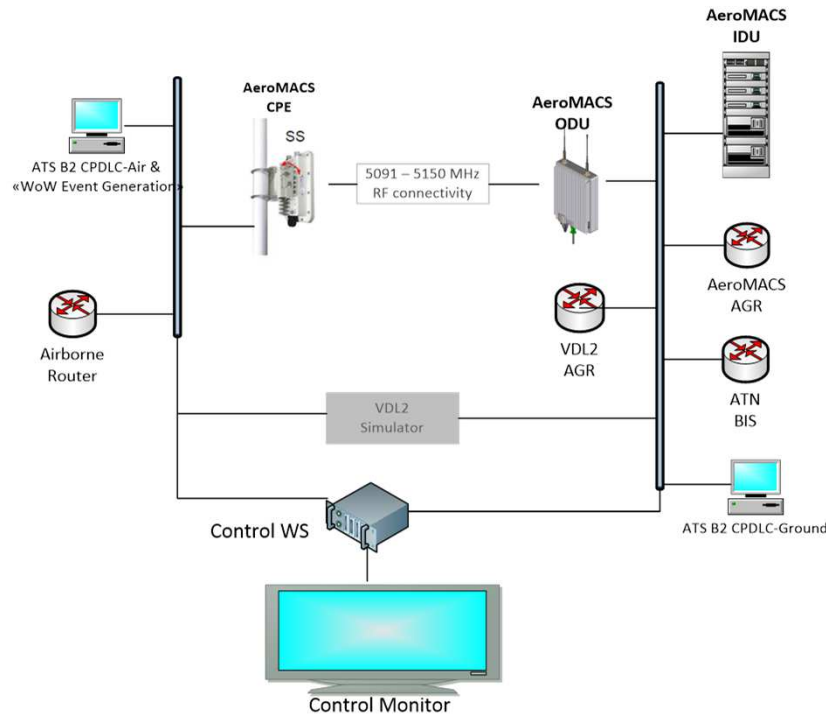 AeroMACS
IDU
AeroMACS
CPE
SS
AeroMACS
ODU
ATS B2 CPDLC-Air &
«WoW Event Generation»
5091 – 5150 MHz
RF connectivity
AeroMACS
AGR
Airborne
Router
VDL2
AGR
ATN
BIS
VDL2
Simulator
Control WS
ATS B2 CPDLC-Ground
Control Monitor